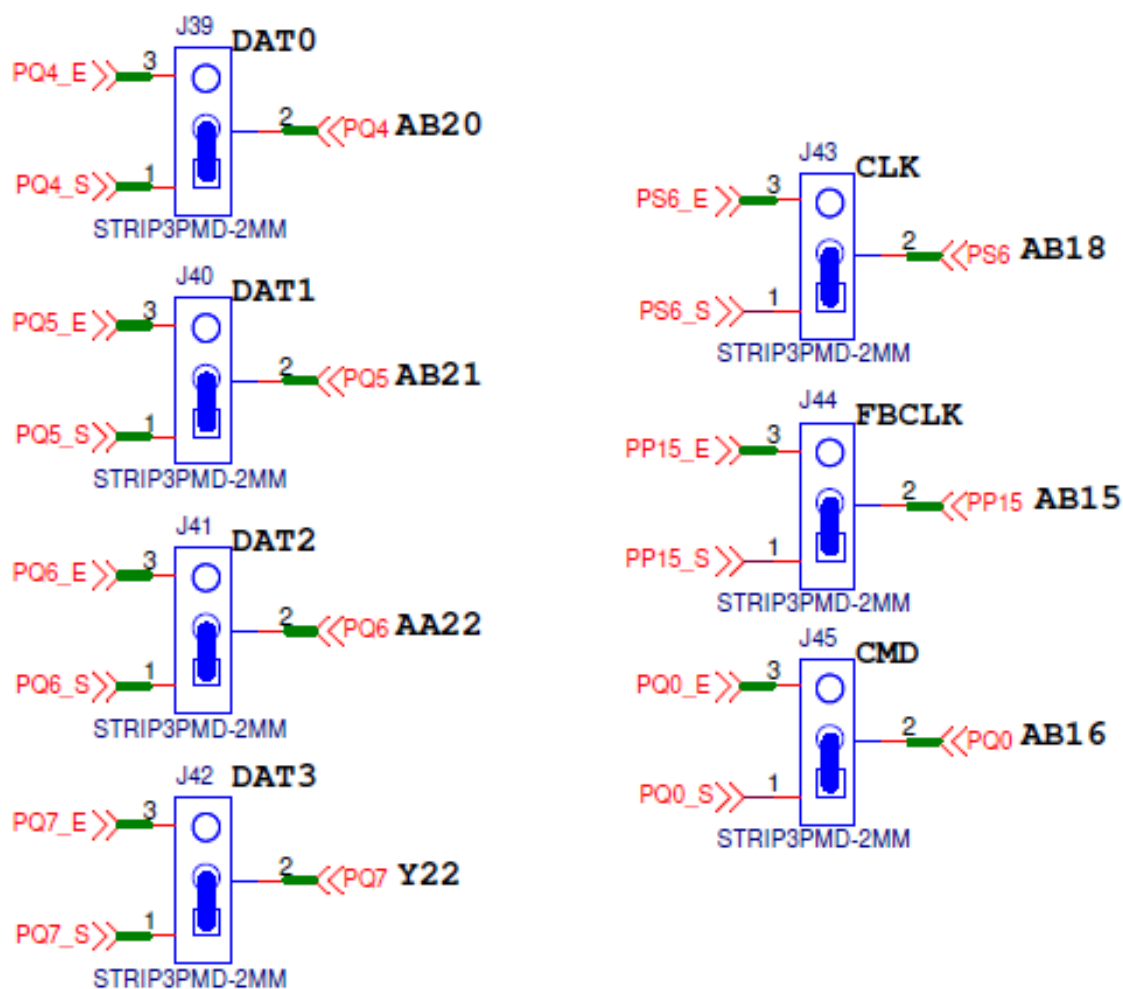 J39
DAT0
PQ4_E
3
2
PQ4
AB20
PQ4_S
1
STRIP3PMD-2MM
J40
DAT1
PQ5_E
3
2
PQ5
AB21
PQ5_S
1
STRIP3PMD-2MM
J41
DAT2
PQ6_E
3
2
PQ6
AA22
PQ6_S
1
STRIP3PMD-2MM
J42
DAT3
PQ7_E
3
2
PQ7
Y22
PQ7_S
1
STRIP3PMD-2MM
J43
CLK
PS6_E
3
2
PS6
AB18
PS6_S
1
STRIP3PMD-2MM
J44
FBCLK
PP15_E
3
2
PP15
AB15
PP15_S
1
STRIP3PMD-2MM
J45
CMD
PQ0_E
3
2
PQ0
AB16
PQ0_S
1
STRIP3PMD-2MM